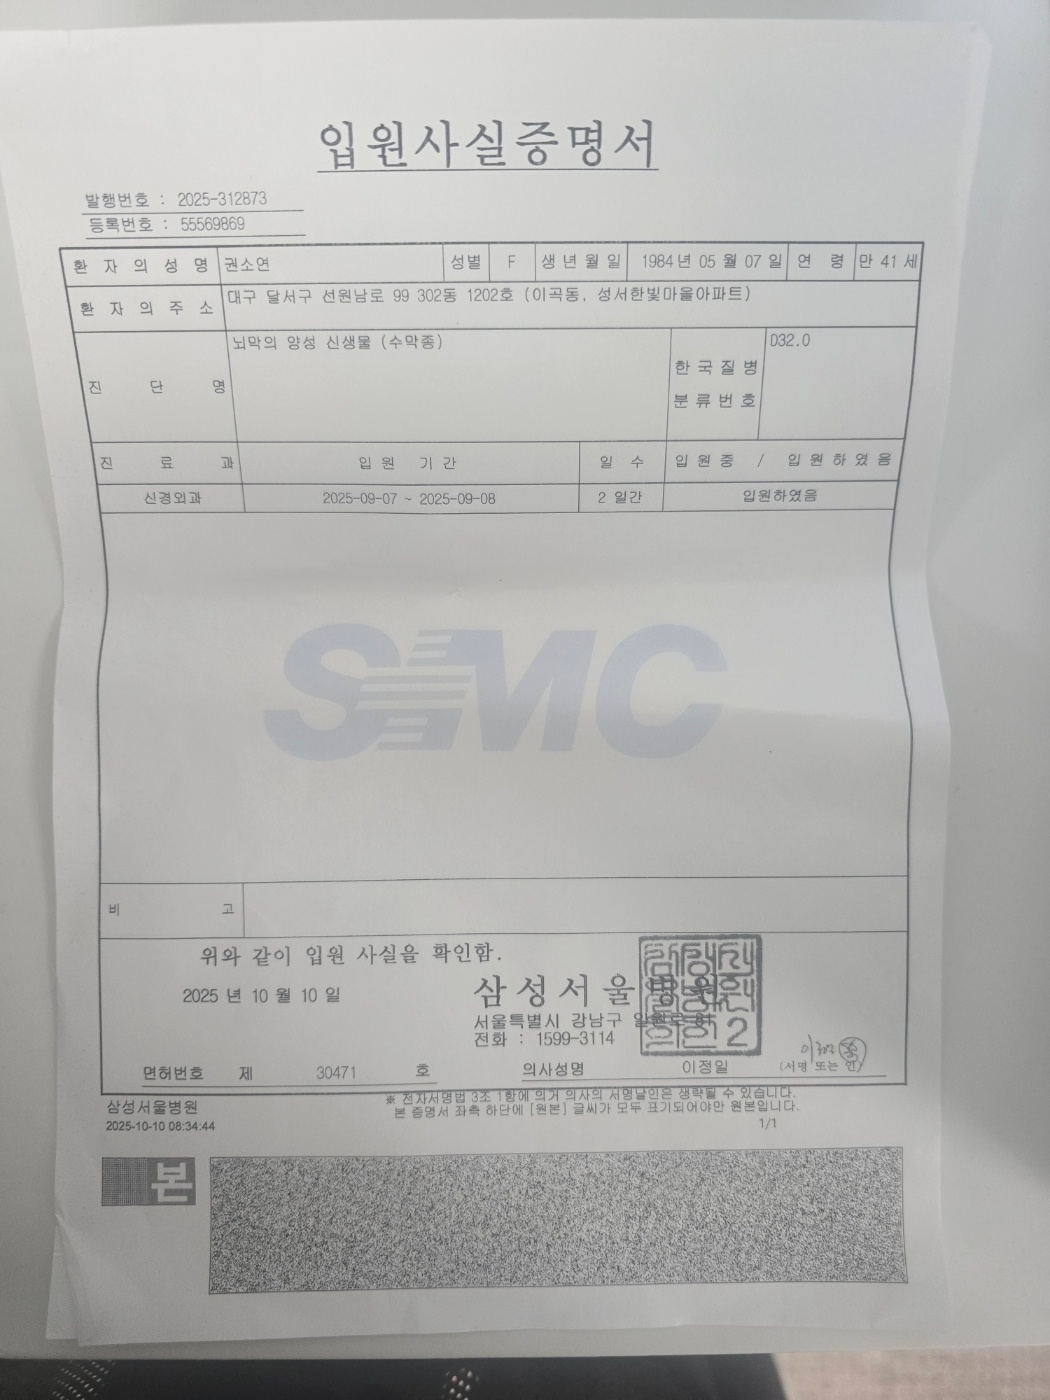 입원사실증명서
발행번호 : 2025-312873
등록번호 : 55569869
환자의성명 권소연 성별 F 생년월일 1984년 05월 07일 연령 만 41 세
환자의주소 대구 달서구 선원남로 99 302동 1202호 (이곡동, 성서한빛마을아파트)
진단명 뇌막의 양성 신생물 (수막종) 한국질병분류번호 D32.0
진료과 입원 기간 일수 입원중 / 입원하였음
신경외과 2025-09-07 ~ 2025-09-08 2 일간 입원하였음
SMC
비고
위와 같이 입원 사실을 확인함.
2025 년 10 월 10 일
삼성서울병원
서울특별시 강남구 일원로 81
전화 : 1599-3114
면허번호 제 30471 호 의사성명 이정일 (서명 또는 인)
※ 전자서명법 3조 1항에 의거 의사의 서명날인은 생략될 수 있습니다.
본 증명서 좌측 하단에 [원본] 글씨가 모두 표기되어야만 원본입니다.
삼성서울병원
2025-10-10 08:34:44
1/1
본